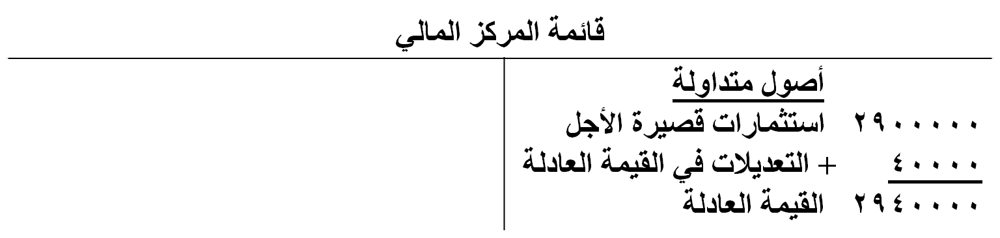 قائمة المركز المالي
أصول متداولة
٢٩٠٠٠٠٠ استثمارات قصيرة الأجل
٤٠٠٠٠ + التعديلات في القيمة العادلة
٢٩٤٠٠٠٠ القيمة العادلة